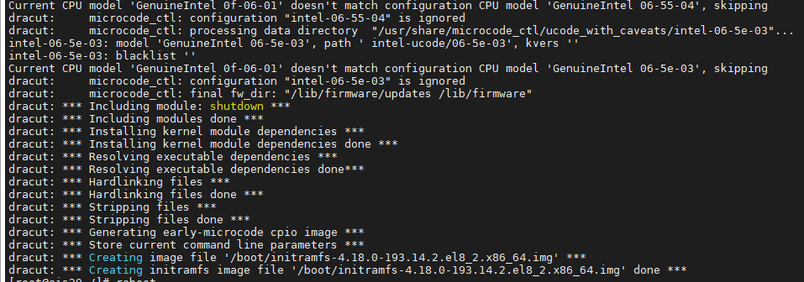 Current CPU model 'GenuineIntel 0f-06-01' doesn't match configuration CPU model 'GenuineIntel 06-55-04', skipping
dracut:     microcode_ctl: configuration "intel-06-55-04" is ignored
dracut:     microcode_ctl: processing data directory  "/usr/share/microcode_ctl/ucode_with_caveats/intel-06-5e-03"...
intel-06-5e-03: model 'GenuineIntel 06-5e-03', path ' intel-ucode/06-5e-03', kvers ''
intel-06-5e-03: blacklist ''
Current CPU model 'GenuineIntel 0f-06-01' doesn't match configuration CPU model 'GenuineIntel 06-5e-03', skipping
dracut:     microcode_ctl: configuration "intel-06-5e-03" is ignored
dracut:     microcode_ctl: final fw_dir: "/lib/firmware/updates /lib/firmware"
dracut: *** Including module: shutdown ***
dracut: *** Including modules done ***
dracut: *** Installing kernel module dependencies ***
dracut: *** Installing kernel module dependencies done ***
dracut: *** Resolving executable dependencies ***
dracut: *** Resolving executable dependencies done***
dracut: *** Hardlinking files ***
dracut: *** Hardlinking files done ***
dracut: *** Stripping files ***
dracut: *** Stripping files done ***
dracut: *** Generating early-microcode cpio image ***
dracut: *** Store current command line parameters ***
dracut: *** Creating image file '/boot/initramfs-4.18.0-193.14.2.el8_2.x86_64.img' ***
dracut: *** Creating initramfs image file '/boot/initramfs-4.18.0-193.14.2.el8_2.x86_64.img' done ***